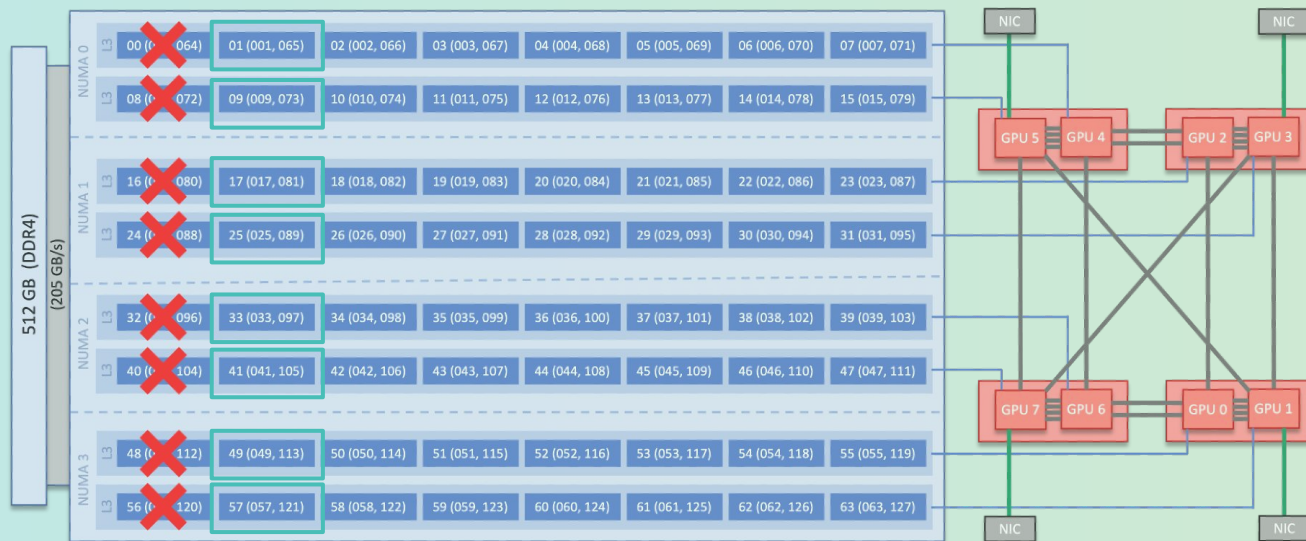 512 GB (DDR4)
(205 GB/s)
NUMA 0
L3
00 ( 064) 01 (001, 065) 02 (002, 066) 03 (003, 067) 04 (004, 068) 05 (005, 069) 06 (006, 070) 07 (007, 071)
L3
08 ( 072) 09 (009, 073) 10 (010, 074) 11 (011, 075) 12 (012, 076) 13 (013, 077) 14 (014, 078) 15 (015, 079)
NUMA 1
L3
16 ( 080) 17 (017, 081) 18 (018, 082) 19 (019, 083) 20 (020, 084) 21 (021, 085) 22 (022, 086) 23 (023, 087)
L3
24 ( 088) 25 (025, 089) 26 (026, 090) 27 (027, 091) 28 (028, 092) 29 (029, 093) 30 (030, 094) 31 (031, 095)
NUMA 2
L3
32 ( 096) 33 (033, 097) 34 (034, 098) 35 (035, 099) 36 (036, 100) 37 (037, 101) 38 (038, 102) 39 (039, 103)
L3
40 ( 104) 41 (041, 105) 42 (042, 106) 43 (043, 107) 44 (044, 108) 45 (045, 109) 46 (046, 110) 47 (047, 111)
NUMA 3
L3
48 ( 112) 49 (049, 113) 50 (050, 114) 51 (051, 115) 52 (052, 116) 53 (053, 117) 54 (054, 118) 55 (055, 119)
L3
56 ( 120) 57 (057, 121) 58 (058, 122) 59 (059, 123) 60 (060, 124) 61 (061, 125) 62 (062, 126) 63 (063, 127)
NIC NIC
GPU 5 GPU 4 GPU 2 GPU 3
GPU 7 GPU 6 GPU 0 GPU 1
NIC NIC